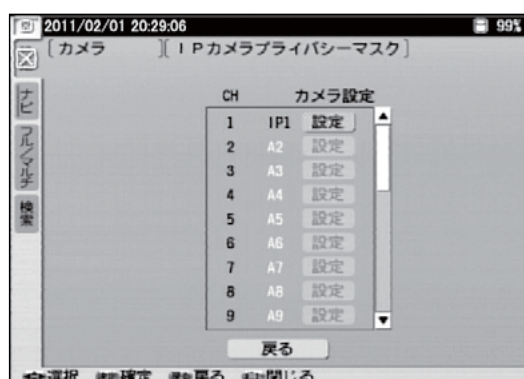 2011/02/01 20:29:06 99%
[カメラ ][IPカメラプライバシーマスク]
ナビ
フル/マルチ
検索
CH カメラ設定
1 IP1 設定
2 A2 設定
3 A3 設定
4 A4 設定
5 A5 設定
6 A6 設定
7 A7 設定
8 A8 設定
9 A9 設定
戻る
選択 確定 戻る 閉じる